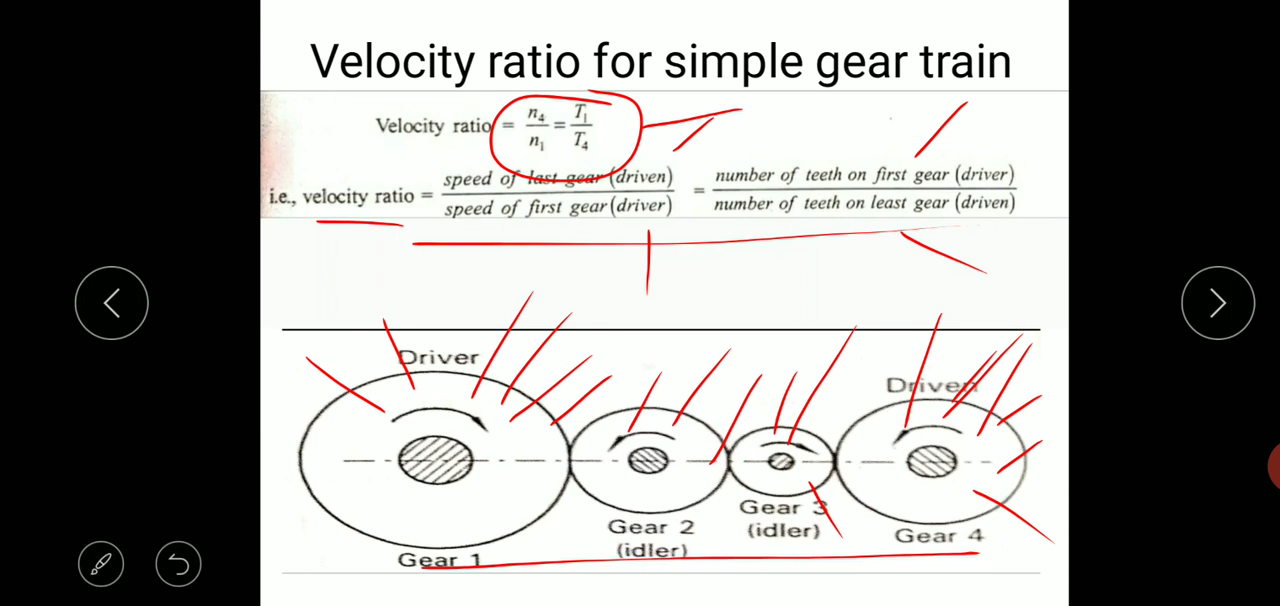 Velocity ratio for simple gear train
Velocity ratio = n₄/n₁ = T₁/T₄
i.e., velocity ratio = speed of last gear (driven) / speed of first gear (driver) = number of teeth on first gear (driver) / number of teeth on least gear (driven)
Driver
Driven
Gear 1
Gear 2
(idler)
Gear 3
(idler)
Gear 4